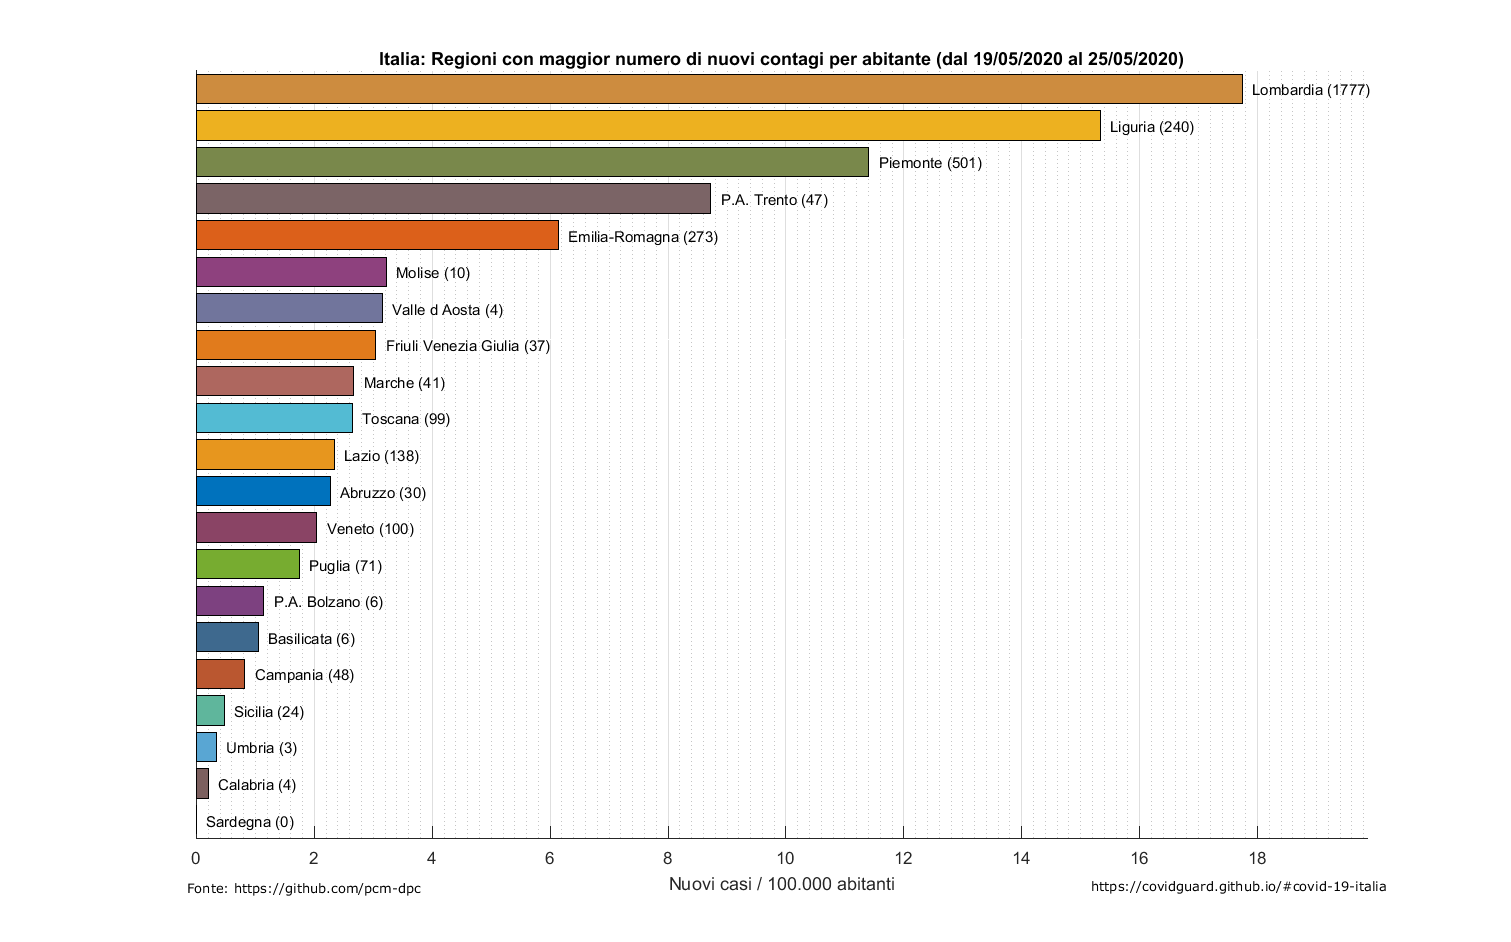 Italia: Regioni con maggior numero di nuovi contagi per abitante (dal 19/05/2020 al 25/05/2020)
Lombardia (1777)
Liguria (240)
Piemonte (501)
P.A. Trento (47)
Emilia-Romagna (273)
Molise (10)
Valle d Aosta (4)
Friuli Venezia Giulia (37)
Marche (41)
Toscana (99)
Lazio (138)
Abruzzo (30)
Veneto (100)
Puglia (71)
P.A. Bolzano (6)
Basilicata (6)
Campania (48)
Sicilia (24)
Umbria (3)
Calabria (4)
Sardegna (0)
0 2 4 6 8 10 12 14 16 18
Nuovi casi / 100.000 abitanti
Fonte: https://github.com/pcm-dpc
https://covidguard.github.io/#covid-19-italia